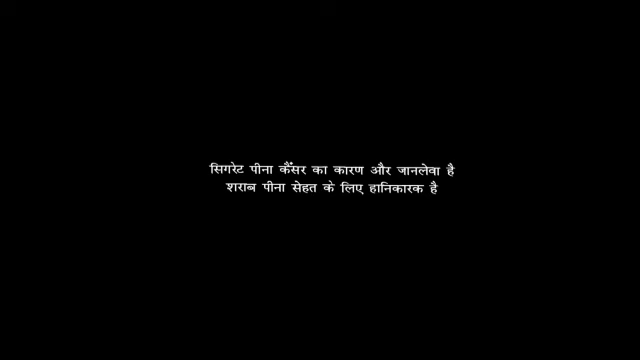 सिगरेट पीना कैंसर का कारण और जानलेवा है
शराब पीना सेहत के लिए हानिकारक है